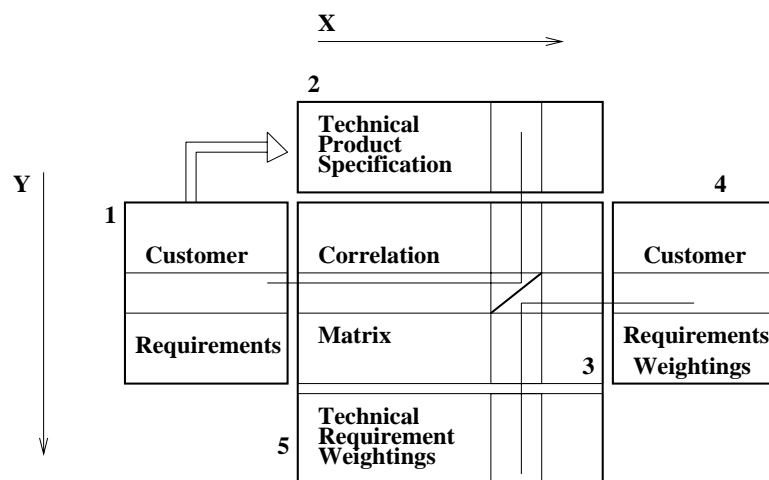 X
2
Technical
Product
Specification
Y
4
1
Customer
Correlation
Customer
Requirements
Matrix
3
Requirements
Weightings
5
Technical
Requirement
Weightings